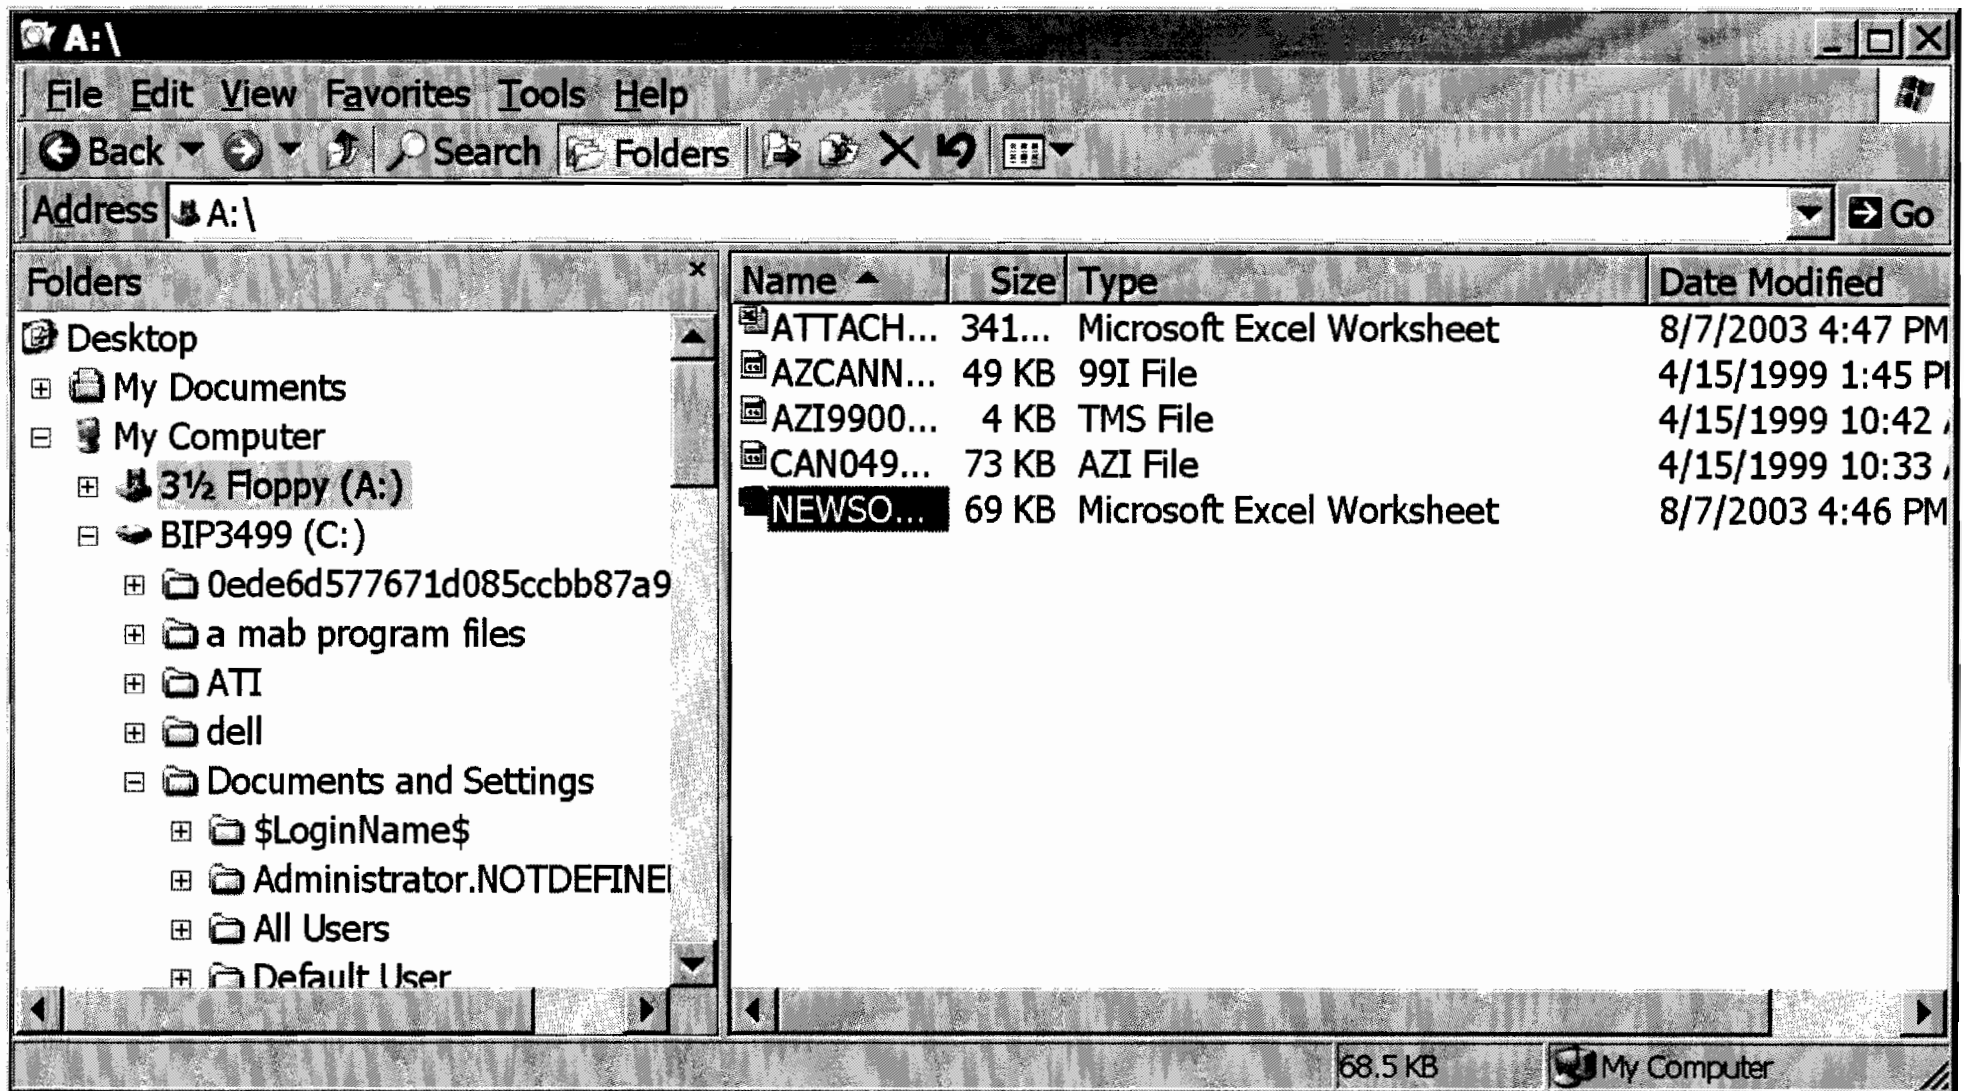 A:\
File Edit View Favorites Tools Help
Back Search Folders
Address A:\ Go
Folders
Desktop
My Documents
My Computer
3½ Floppy (A:)
BIP3499 (C:)
0ede6d577671d085ccbb87a9
a mab program files
ATI
dell
Documents and Settings
$LoginName$
Administrator.NOTDEFINE
All Users
Default User
Name Size Type Date Modified
ATTACH... 341... Microsoft Excel Worksheet 8/7/2003 4:47 PM
AZCANN... 49 KB 99I File 4/15/1999 1:45 P
AZI9900... 4 KB TMS File 4/15/1999 10:42
CAN049... 73 KB AZI File 4/15/1999 10:33
NEWSO... 69 KB Microsoft Excel Worksheet 8/7/2003 4:46 PM
68.5 KB My Computer